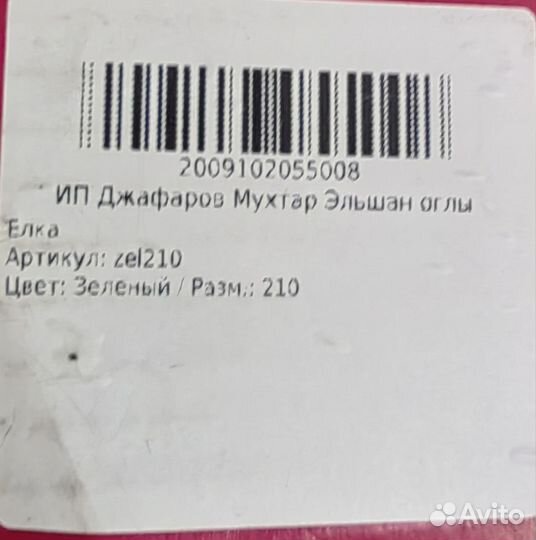 2009102055008
ИП Джафаров Мухтар Эльшан оглы
Елка
Артикул: zel210
Цвет: Зеленый / Разм.: 210
Avito